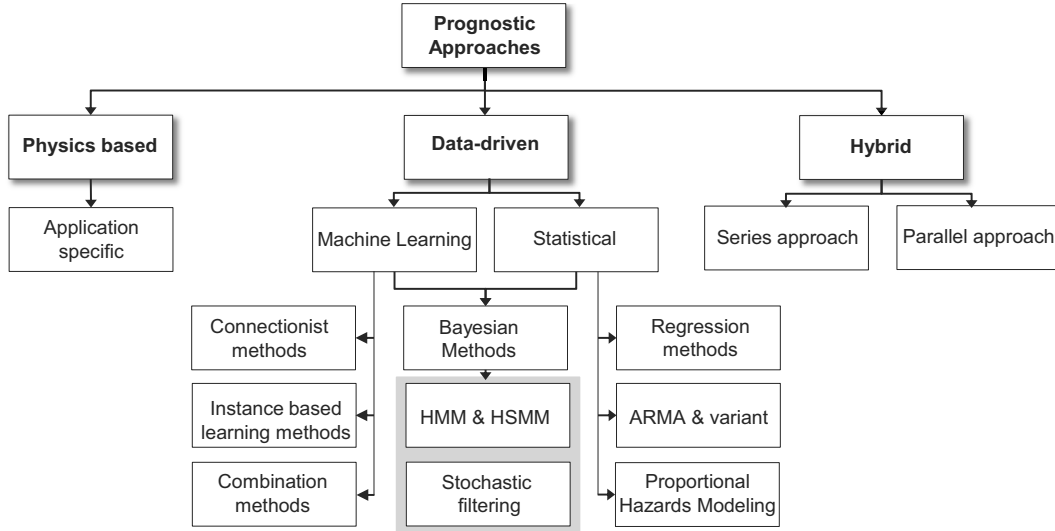 Prognostic
Approaches
Physics based
Data-driven
Hybrid
Application
specific
Machine Learning
Statistical
Series approach
Parallel approach
Connectionist
methods
Bayesian
Methods
Regression
methods
Instance based
learning methods
HMM & HSMM
ARMA & variant
Combination
methods
Stochastic
filtering
Proportional
Hazards Modeling